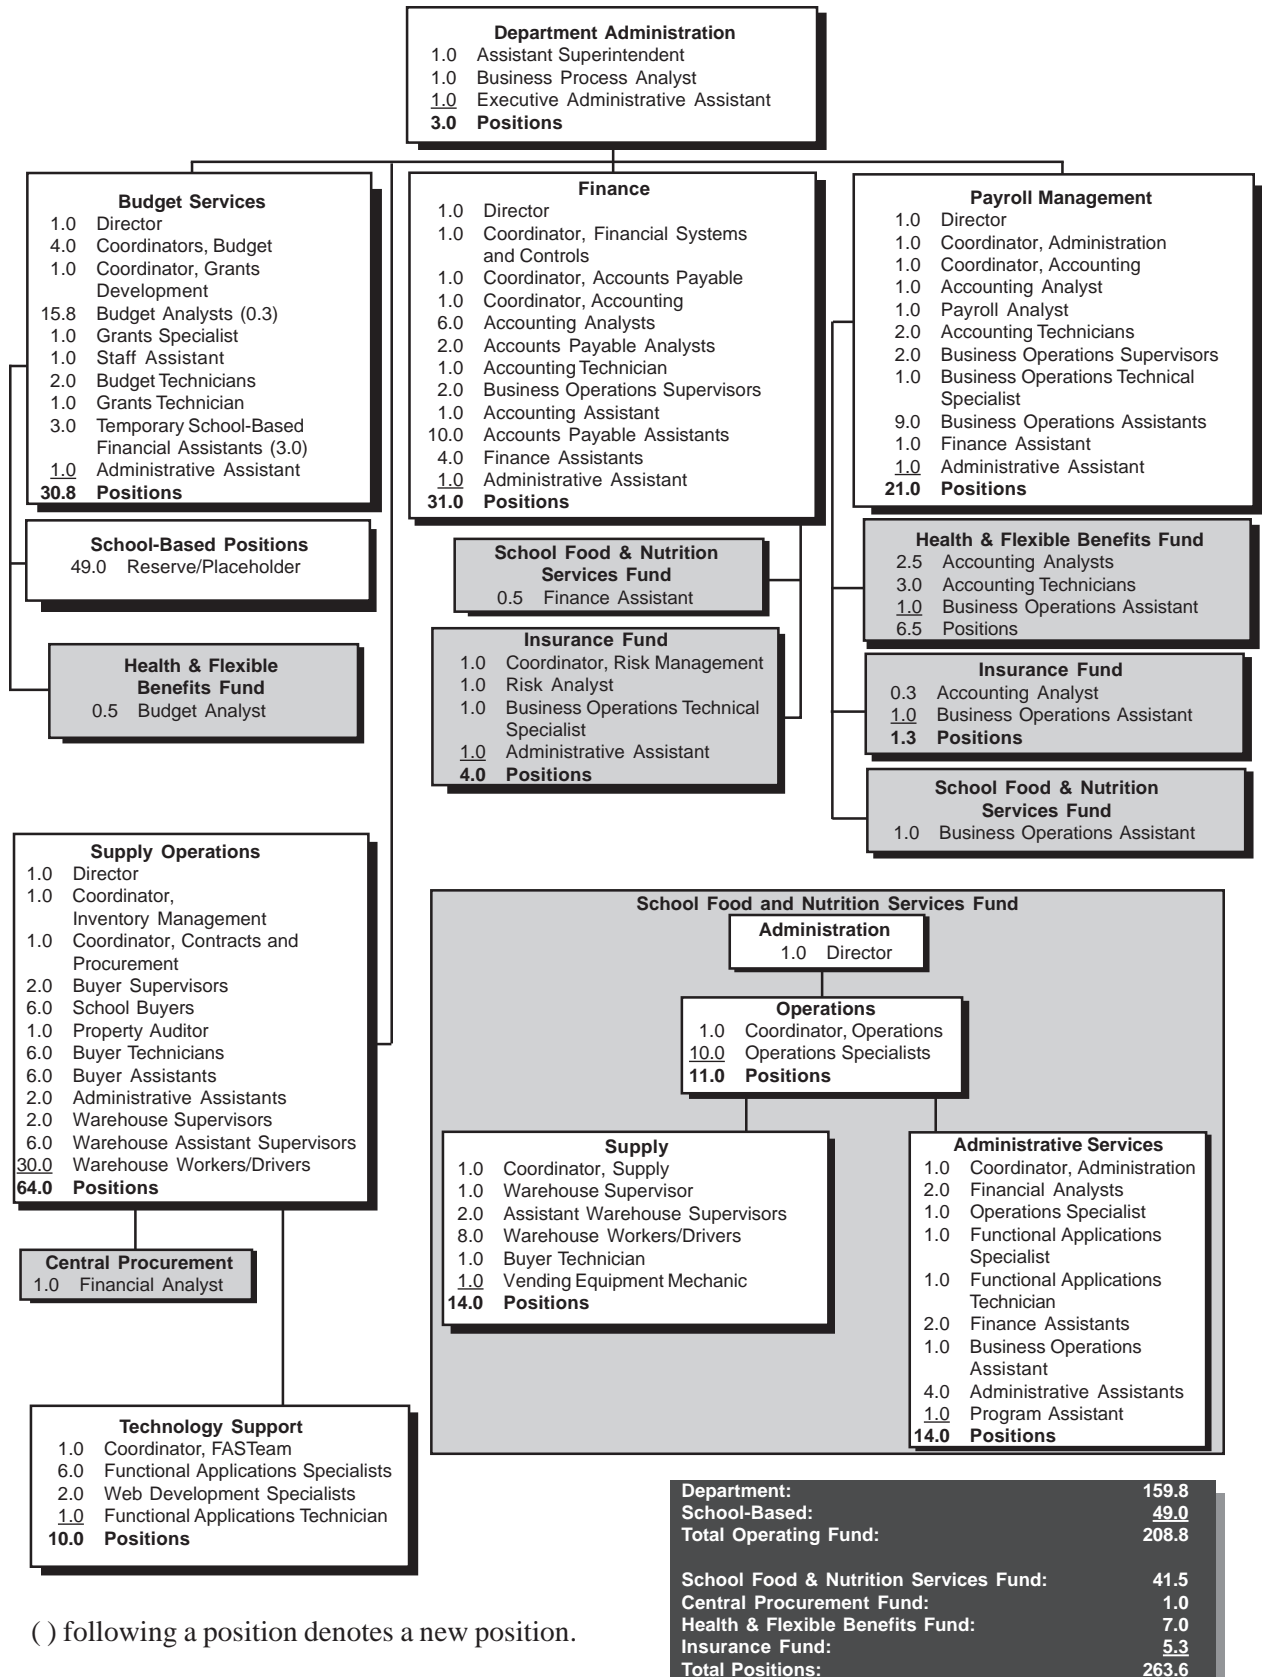 Department Administration
1.0 Assistant Superintendent
1.0 Business Process Analyst
1.0 Executive Administrative Assistant
3.0 Positions
Budget Services
1.0 Director
4.0 Coordinators, Budget
1.0 Coordinator, Grants
Development
15.8 Budget Analysts (0.3)
1.0 Grants Specialist
1.0 Staff Assistant
2.0 Budget Technicians
1.0 Grants Technician
3.0 Temporary School-Based
Financial Assistants (3.0)
1.0 Administrative Assistant
30.8 Positions
School-Based Positions
49.0 Reserve/Placeholder
Health & Flexible
Benefits Fund
0.5 Budget Analyst
Finance
1.0 Director
1.0 Coordinator, Financial Systems
and Controls
1.0 Coordinator, Accounts Payable
1.0 Coordinator, Accounting
6.0 Accounting Analysts
2.0 Accounts Payable Analysts
1.0 Accounting Technician
2.0 Business Operations Supervisors
1.0 Accounting Assistant
10.0 Accounts Payable Assistants
4.0 Finance Assistants
1.0 Administrative Assistant
31.0 Positions
School Food & Nutrition
Services Fund
0.5 Finance Assistant
Insurance Fund
1.0 Coordinator, Risk Management
1.0 Risk Analyst
1.0 Business Operations Technical
Specialist
1.0 Administrative Assistant
4.0 Positions
Payroll Management
1.0 Director
1.0 Coordinator, Administration
1.0 Coordinator, Accounting
1.0 Accounting Analyst
1.0 Payroll Analyst
2.0 Accounting Technicians
2.0 Business Operations Supervisors
1.0 Business Operations Technical
Specialist
9.0 Business Operations Assistants
1.0 Finance Assistant
1.0 Administrative Assistant
21.0 Positions
Health & Flexible Benefits Fund
2.5 Accounting Analysts
3.0 Accounting Technicians
1.0 Business Operations Assistant
6.5 Positions
Insurance Fund
0.3 Accounting Analyst
1.0 Business Operations Assistant
1.3 Positions
School Food & Nutrition
Services Fund
1.0 Business Operations Assistant
Supply Operations
1.0 Director
1.0 Coordinator,
Inventory Management
1.0 Coordinator, Contracts and
Procurement
2.0 Buyer Supervisors
6.0 School Buyers
1.0 Property Auditor
6.0 Buyer Technicians
6.0 Buyer Assistants
2.0 Administrative Assistants
2.0 Warehouse Supervisors
6.0 Warehouse Assistant Supervisors
30.0 Warehouse Workers/Drivers
64.0 Positions
Central Procurement
1.0 Financial Analyst
Technology Support
1.0 Coordinator, FASTeam
6.0 Functional Applications Specialists
2.0 Web Development Specialists
1.0 Functional Applications Technician
10.0 Positions
School Food and Nutrition Services Fund
Administration
1.0 Director
Operations
1.0 Coordinator, Operations
10.0 Operations Specialists
11.0 Positions
Supply
1.0 Coordinator, Supply
1.0 Warehouse Supervisor
2.0 Assistant Warehouse Supervisors
8.0 Warehouse Workers/Drivers
1.0 Buyer Technician
1.0 Vending Equipment Mechanic
14.0 Positions
Administrative Services
1.0 Coordinator, Administration
2.0 Financial Analysts
1.0 Operations Specialist
1.0 Functional Applications
Specialist
1.0 Functional Applications
Technician
2.0 Finance Assistants
1.0 Business Operations
Assistant
4.0 Administrative Assistants
1.0 Program Assistant
14.0 Positions
Department: 159.8
School-Based: 49.0
Total Operating Fund: 208.8
School Food & Nutrition Services Fund: 41.5
Central Procurement Fund: 1.0
Health & Flexible Benefits Fund: 7.0
Insurance Fund: 5.3
Total Positions: 263.6
( ) following a position denotes a new position.